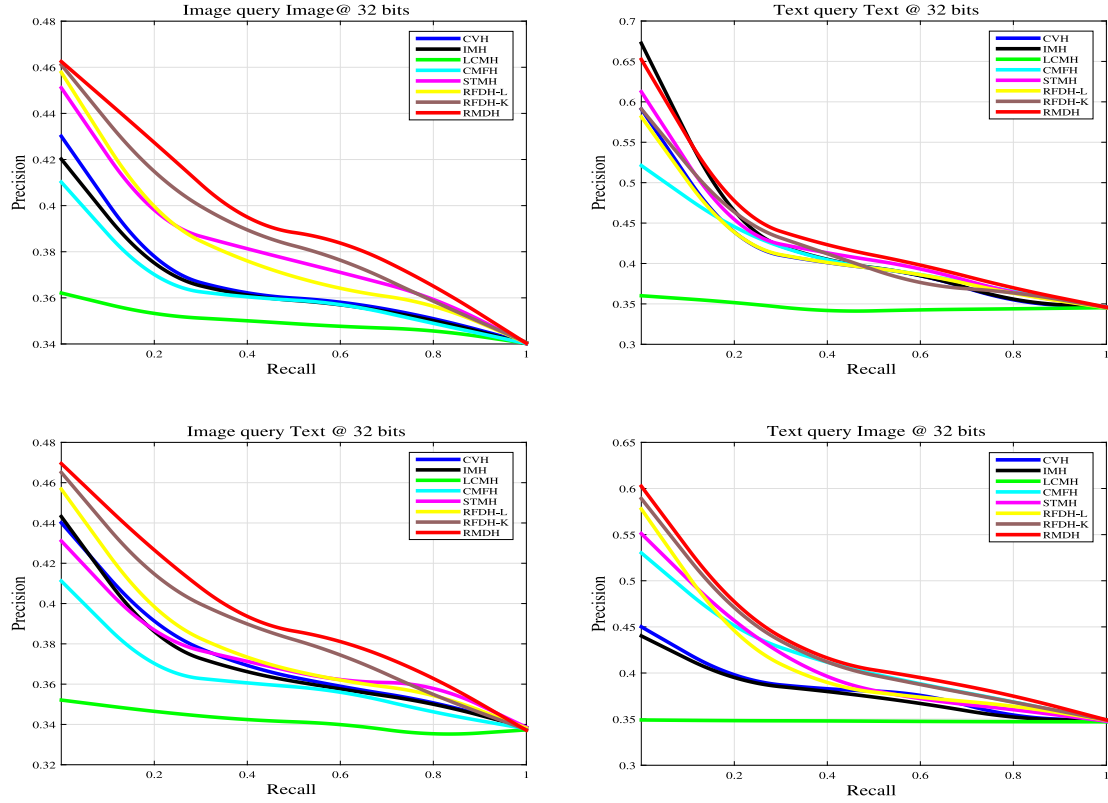 Image query Image@ 32 bits
0.48
0.46
0.44
0.42
0.4
0.38
0.36
0.34
Precision
0.2
0.4
0.6
0.8
1
Recall
CVH
IMH
LCMH
CMFH
STMH
RFDH-L
RFDH-K
RMDH
Text query Text @ 32 bits
0.7
0.65
0.6
0.55
0.5
0.45
0.4
0.35
0.3
Precision
0.2
0.4
0.6
0.8
1
Recall
CVH
IMH
LCMH
CMFH
STMH
RFDH-L
RFDH-K
RMDH
Image query Text @ 32 bits
0.48
0.46
0.44
0.42
0.4
0.38
0.36
0.34
0.32
Precision
0.2
0.4
0.6
0.8
1
Recall
CVH
IMH
LCMH
CMFH
STMH
RFDH-L
RFDH-K
RMDH
Text query Image @ 32 bits
0.65
0.6
0.55
0.5
0.45
0.4
0.35
0.3
Precision
0.2
0.4
0.6
0.8
1
Recall
CVH
IMH
LCMH
CMFH
STMH
RFDH-L
RFDH-K
RMDH